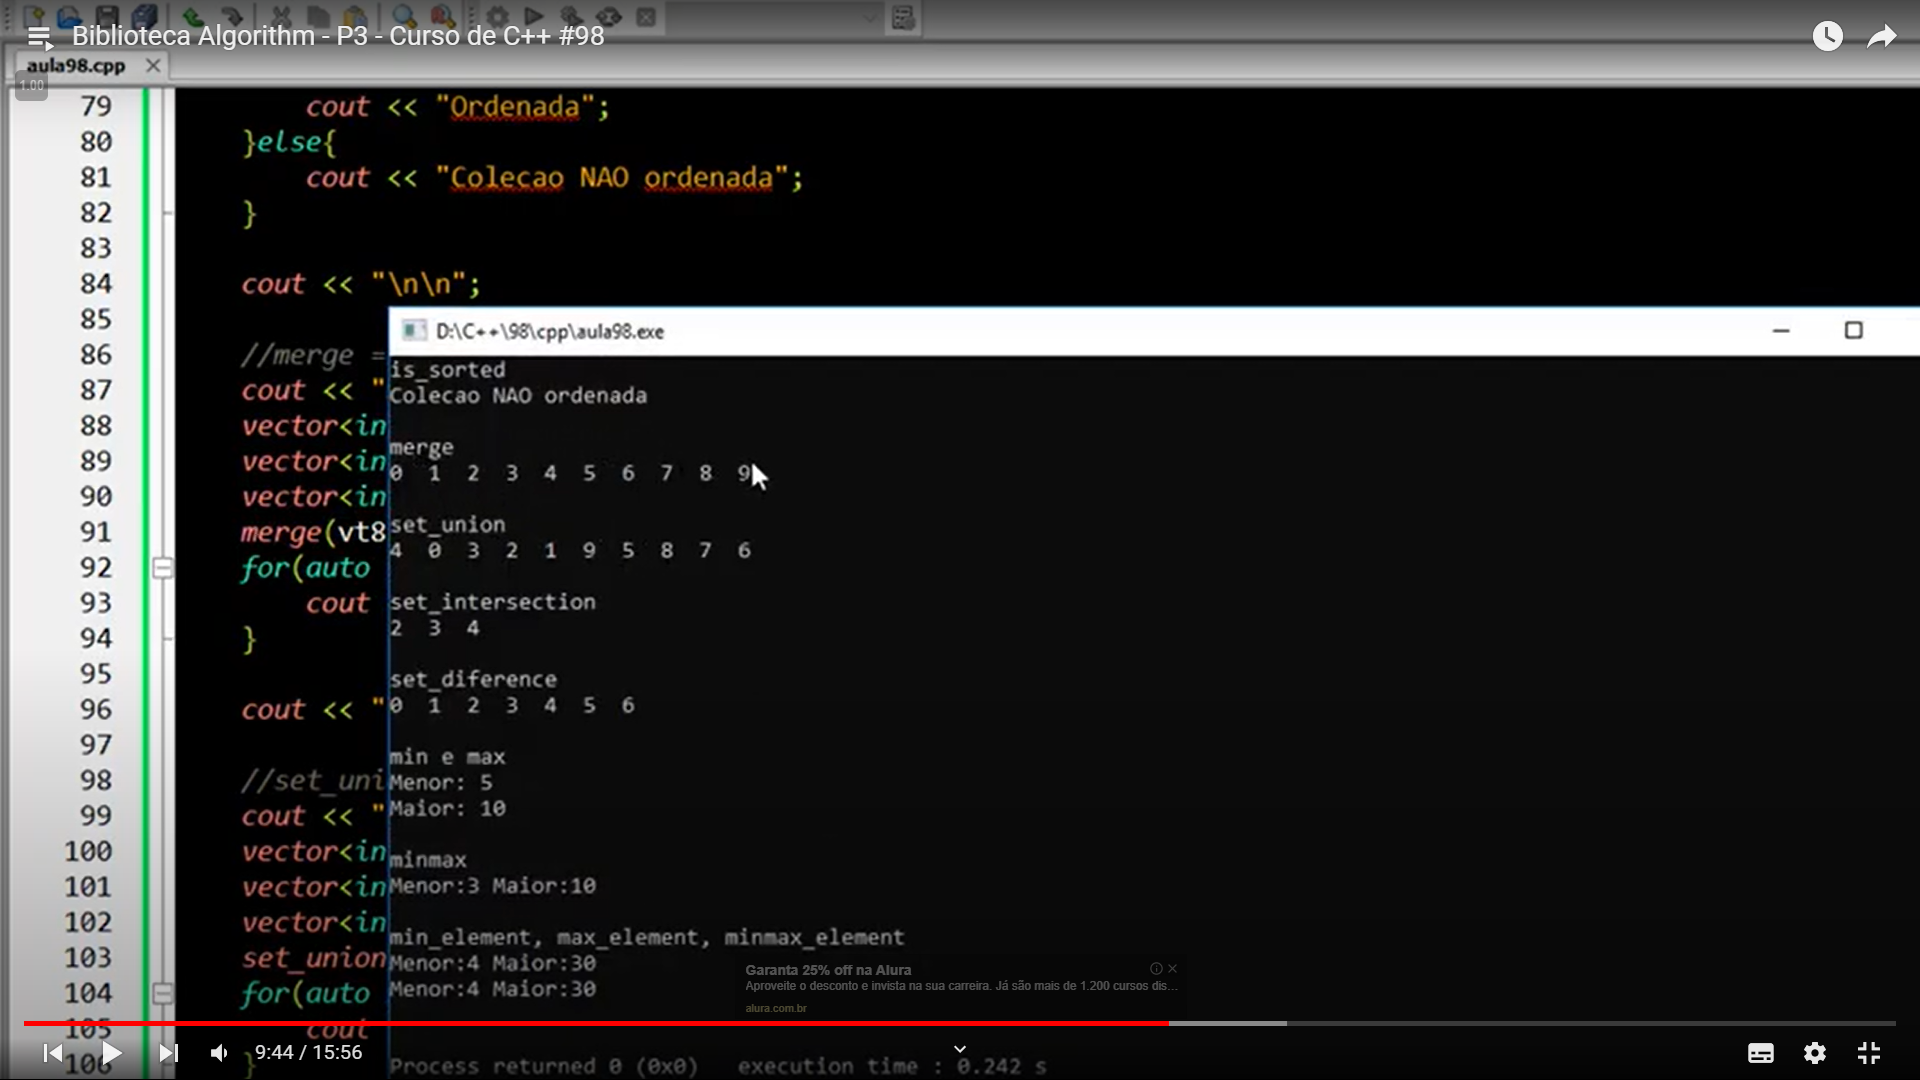 Biblioteca Algorithm - P3 - Curso de C++ #98
aula98.cpp
1.00
79 cout << "Ordenada";
80 }else{
81 cout << "Colecao NAO ordenada";
82 }
83
84 cout << "\n\n";
85
86 //merge =
87 cout << "
88 vector<in
89 vector<in
90 vector<in
91 merge(vt8
92 for(auto
93 cout
94 }
95
96 cout << "
97
98 //set_uni
99 cout << "
100 vector<in
101 vector<in
102 vector<in
103 set_union
104 for(auto
105 cout
106 }
D:\C++\98\cpp\aula98.exe
is_sorted
Colecao NAO ordenada
merge
0 1 2 3 4 5 6 7 8 9
set_union
4 0 3 2 1 9 5 8 7 6
set_intersection
2 3 4
set_diference
0 1 2 3 4 5 6
min e max
Menor: 5
Maior: 10
minmax
Menor:3 Maior:10
min_element, max_element, minmax_element
Menor:4 Maior:30
Menor:4 Maior:30
Process returned 0 (0x0) execution time : 0.242 s
Garanta 25% off na Alura
Aproveite o desconto e invista na sua carreira. Já são mais de 1.200 cursos dis...
alura.com.br
9:44 / 15:56